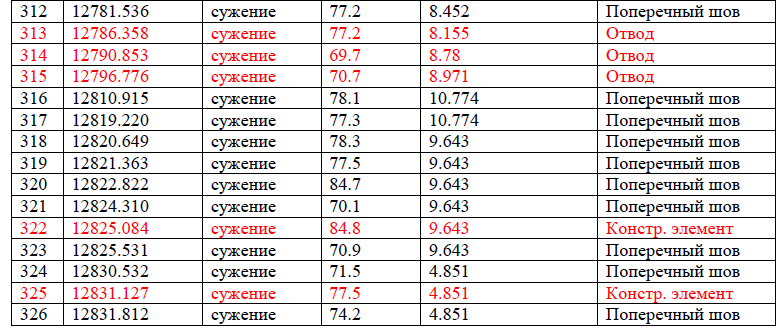 312 12781.536 сужение 77.2 8.452 Поперечный шов
313 12786.358 сужение 77.2 8.155 Отвод
314 12790.853 сужение 69.7 8.78 Отвод
315 12796.776 сужение 70.7 8.971 Отвод
316 12810.915 сужение 78.1 10.774 Поперечный шов
317 12819.220 сужение 77.3 10.774 Поперечный шов
318 12820.649 сужение 78.3 9.643 Поперечный шов
319 12821.363 сужение 77.5 9.643 Поперечный шов
320 12822.822 сужение 84.7 9.643 Поперечный шов
321 12824.310 сужение 70.1 9.643 Поперечный шов
322 12825.084 сужение 84.8 9.643 Констр. элемент
323 12825.531 сужение 70.9 9.643 Поперечный шов
324 12830.532 сужение 71.5 4.851 Поперечный шов
325 12831.127 сужение 77.5 4.851 Констр. элемент
326 12831.812 сужение 74.2 4.851 Поперечный шов